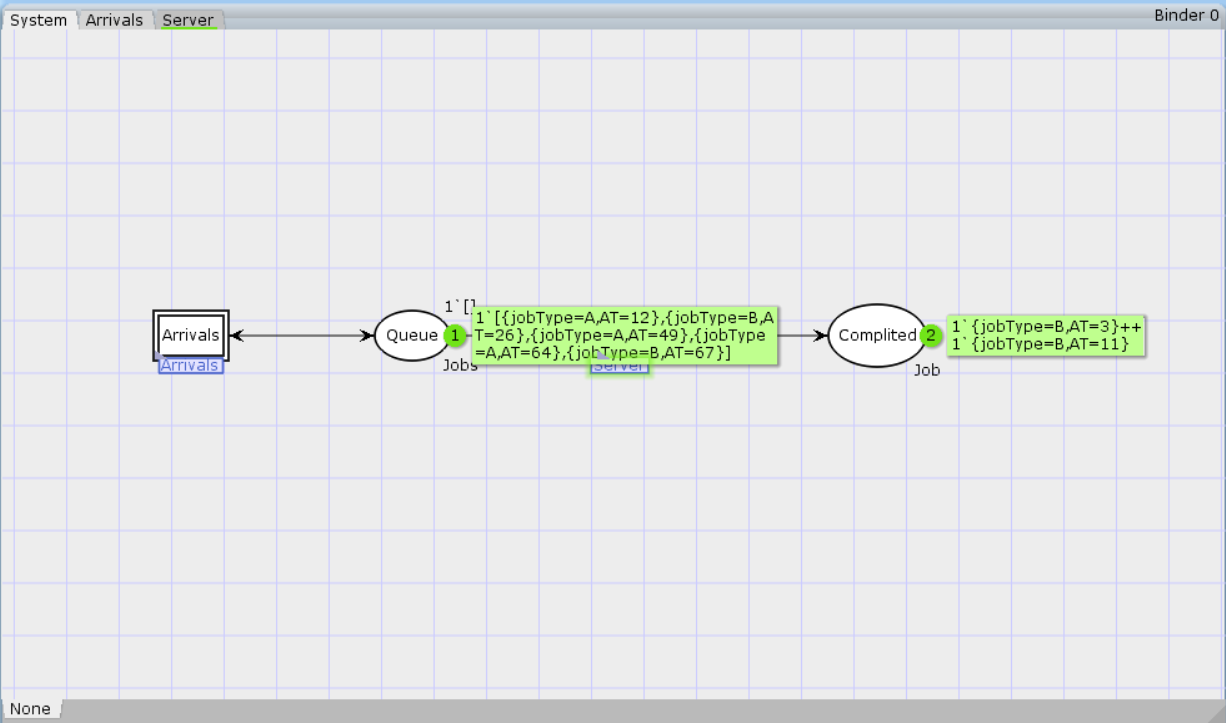 System Arrivals Server Binder 0
1`[]
Arrivals
Arrivals
Queue
1
Jobs
1`[{jobType=A,AT=12},{jobType=B,A
T=26},{jobType=A,AT=49},{jobType
=A,AT=64},{jobType=B,AT=67}]
Server
Complited
2
Job
1`{jobType=B,AT=3}++
1`{jobType=B,AT=11}
None